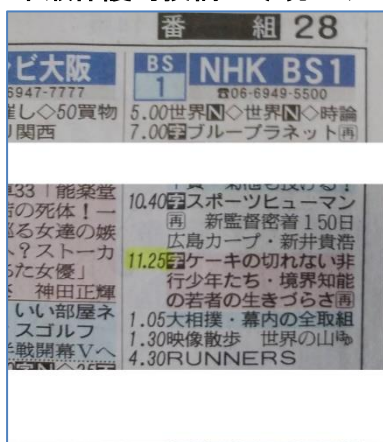 番 組 28
ビ大阪
6947-7777
BS
1
NHK BS1
☎06-6949-5500
催し◇50買物
関西
5.00世界N◇世界N◇時論
7.00字ブループラネット再
33「能楽堂
の死体！一
巡る女達の嫉
へ？ストーカ
た女優」
神田正輝
いい部屋ネ
スゴルフ
戦開幕Vへ
10.40字スポーツヒューマン
再 新監督密着150日
広島カープ・新井貴浩
11.25字ケーキの切れない非
行少年たち・境界知能
の若者の生きづらさ再
1.05大相撲・幕内の全取組
1.30映像散歩 世界の山ほか
4.30RUNNERS